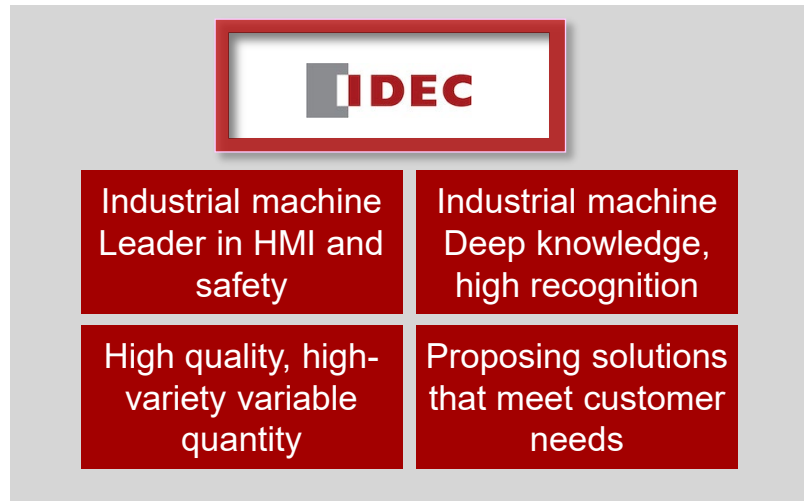 IDEC
Industrial machine
Leader in HMI and
safety
Industrial machine
Deep knowledge,
high recognition
High quality, high-
variety variable
quantity
Proposing solutions
that meet customer
needs